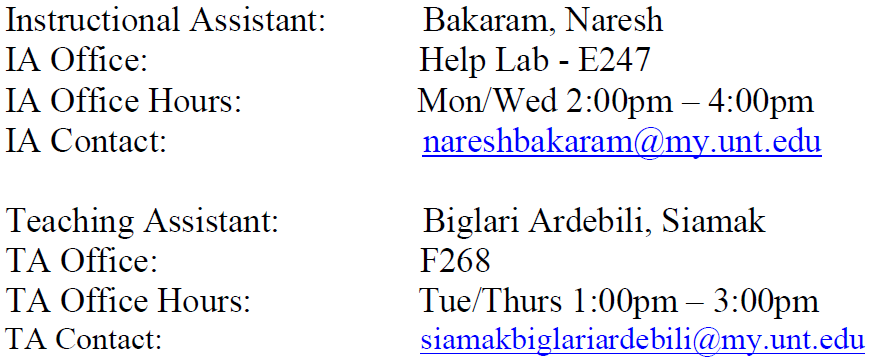 Instructional Assistant: Bakaram, Naresh
IA Office: Help Lab - E247
IA Office Hours: Mon/Wed 2:00pm – 4:00pm
IA Contact: nareshbakaram@my.unt.edu
Teaching Assistant: Biglari Ardebili, Siamak
TA Office: F268
TA Office Hours: Tue/Thurs 1:00pm – 3:00pm
TA Contact: siamakbiglariardebili@my.unt.edu